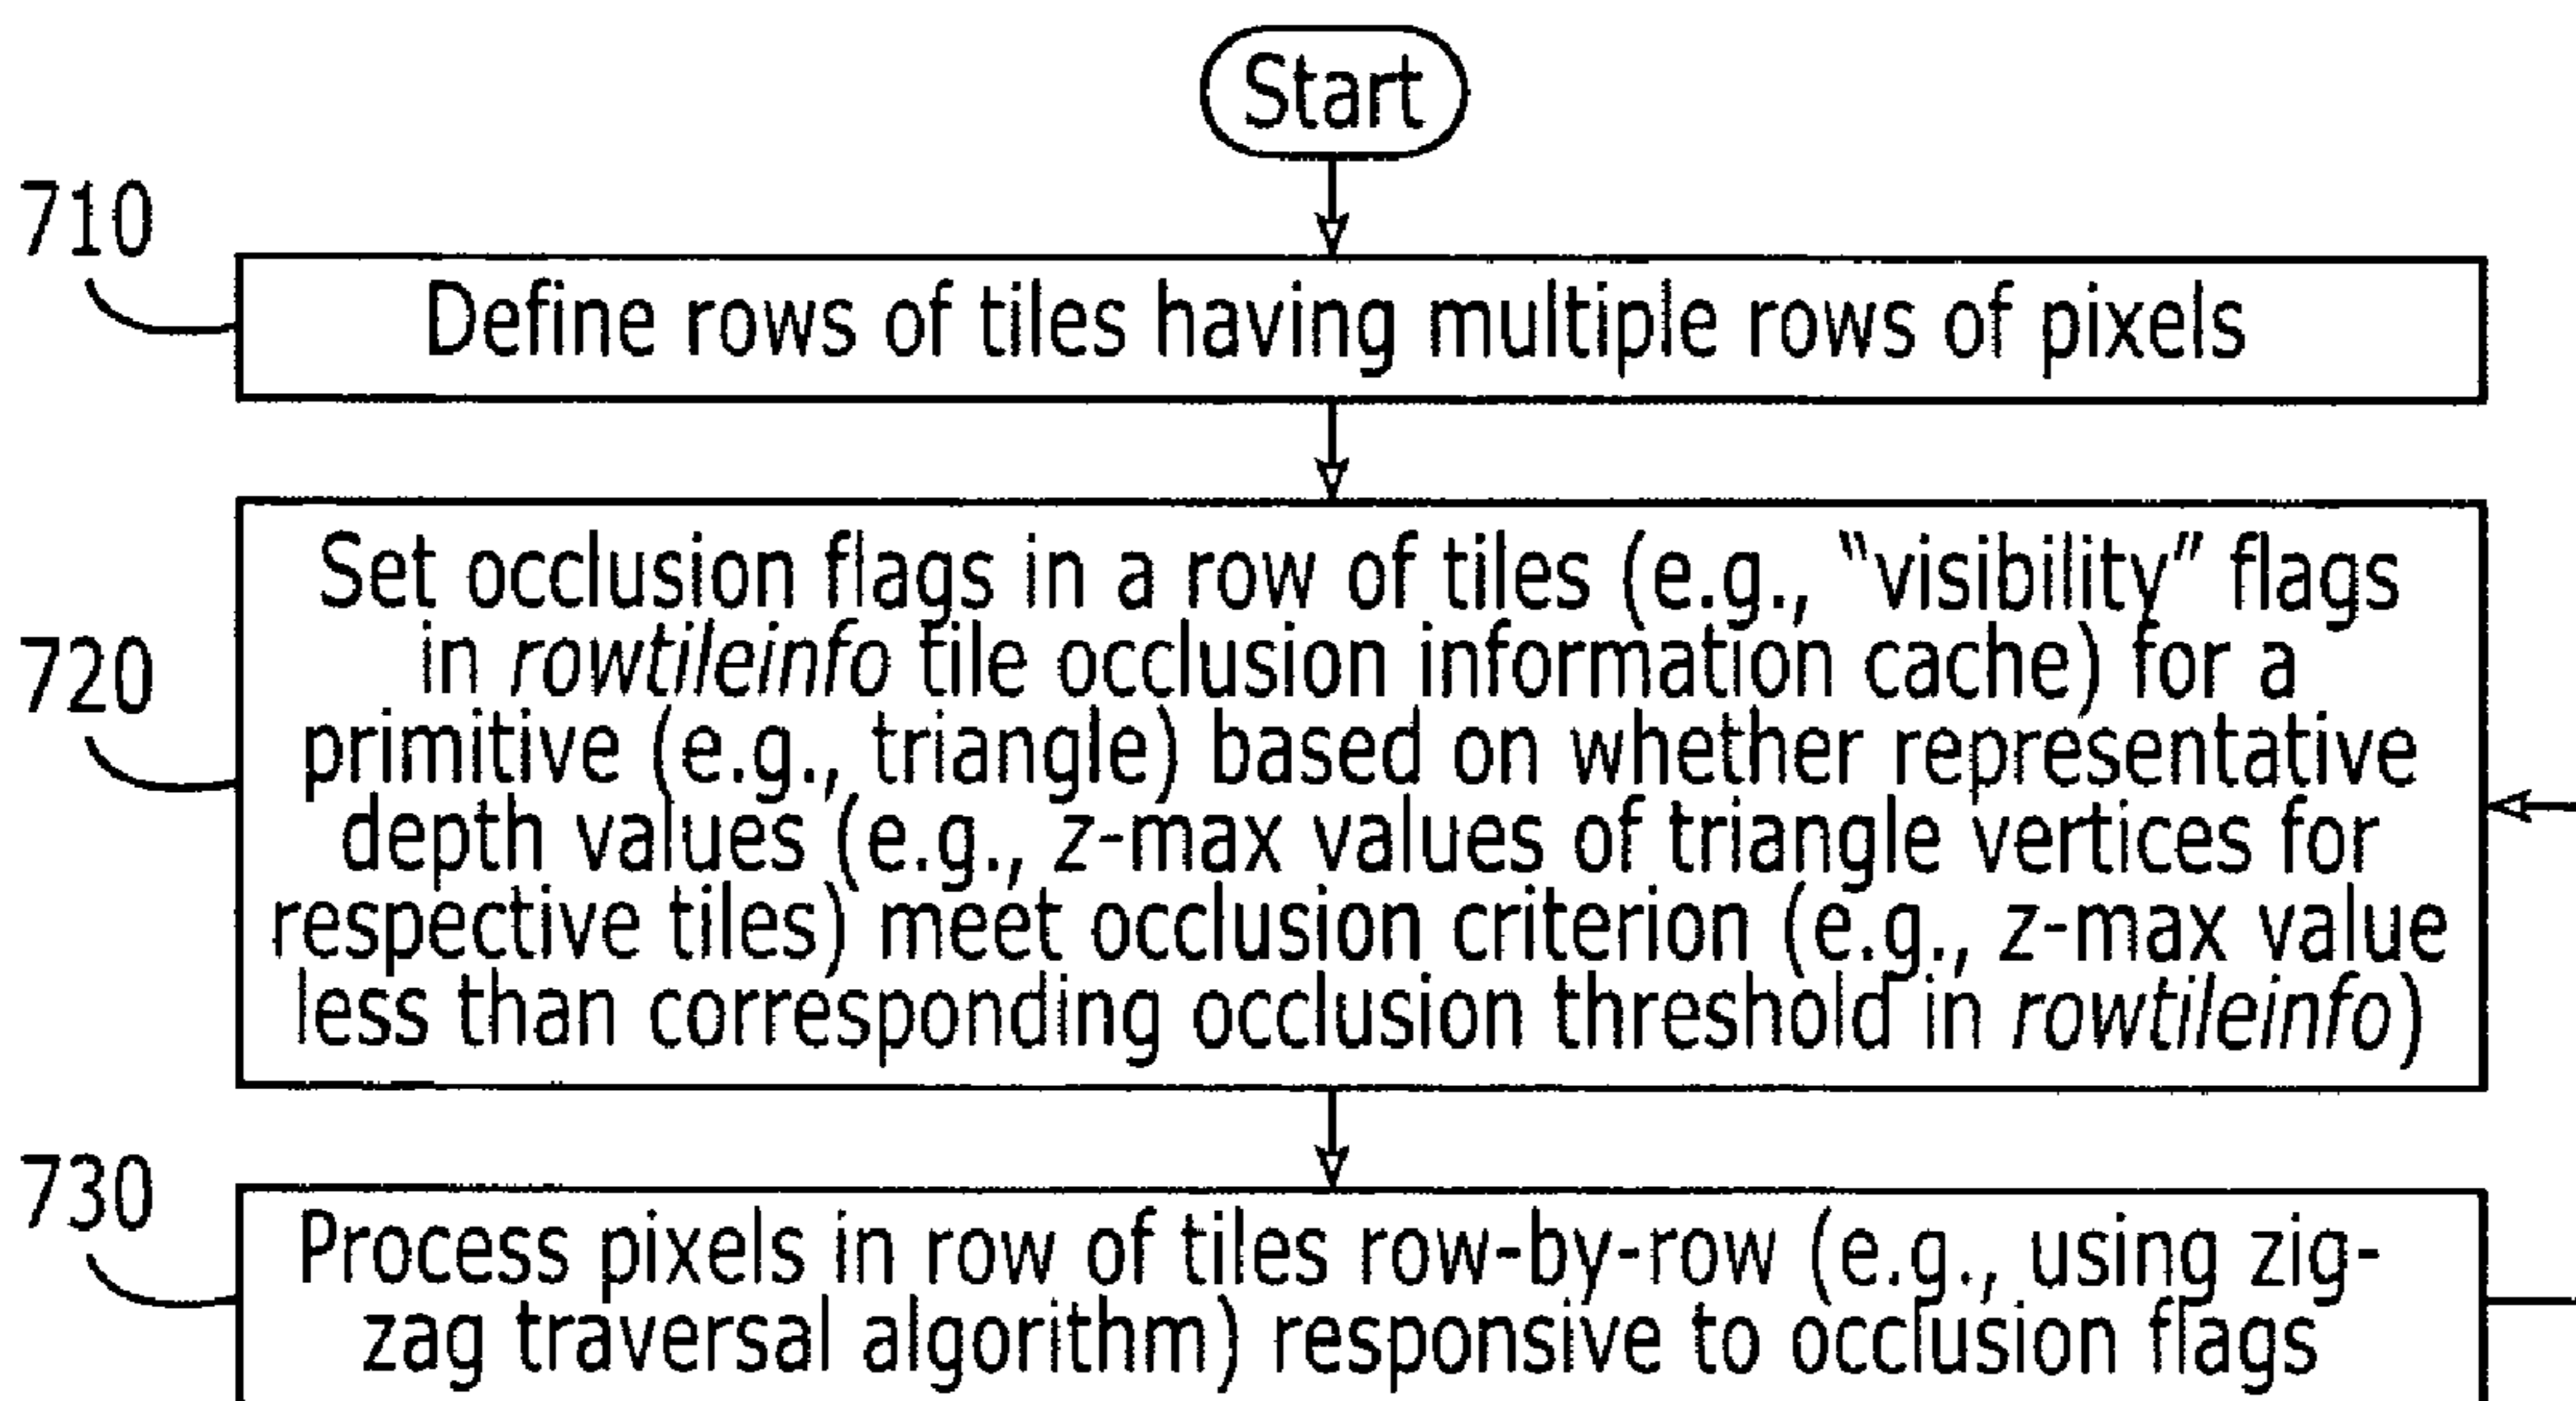 Start
710
Define rows of tiles having multiple rows of pixels
720
Set occlusion flags in a row of tiles (e.g., “visibility” flags
in rowtileinfo tile occlusion information cache) for a
primitive (e.g., triangle) based on whether representative
depth values (e.g., z-max values of triangle vertices for
respective tiles) meet occlusion criterion (e.g., z-max value
less than corresponding occlusion threshold in rowtileinfo)
730
Process pixels in row of tiles row-by-row (e.g., using zig-
zag traversal algorithm) responsive to occlusion flags